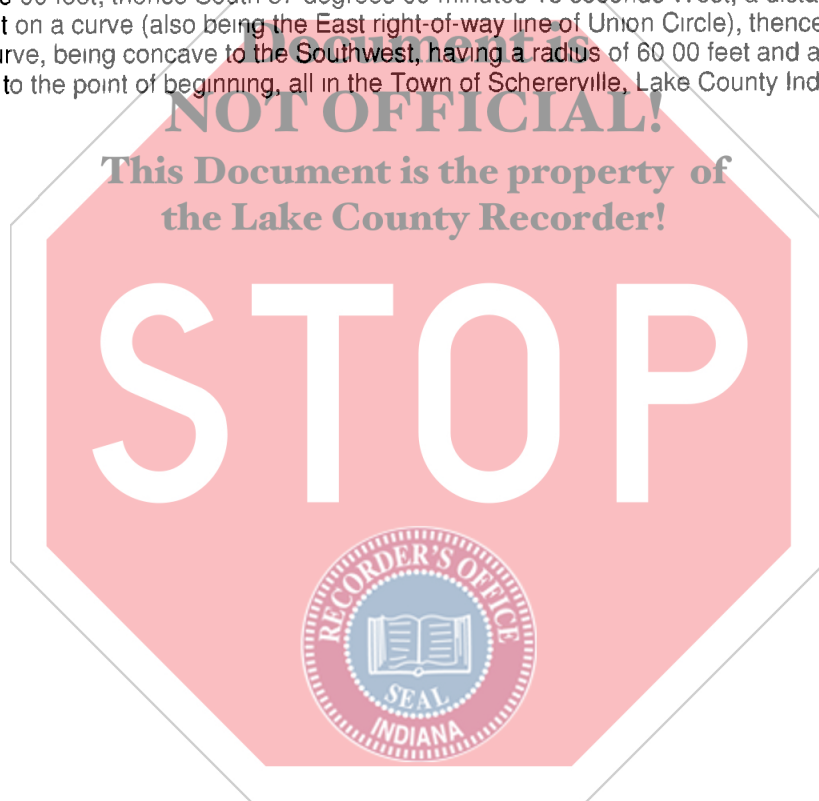 t on a curve (also being the East right-of-way line of Union Circle), thence
urve, being concave to the Southwest, having a radius of 60 00 feet and a
to the point of beginning, all in the Town of Schererville, Lake County Ind
Document is
NOT OFFICIAL!
This Document is the property of
the Lake County Recorder!
STOP
RECORDER'S OFFICE
SEAL
INDIANA